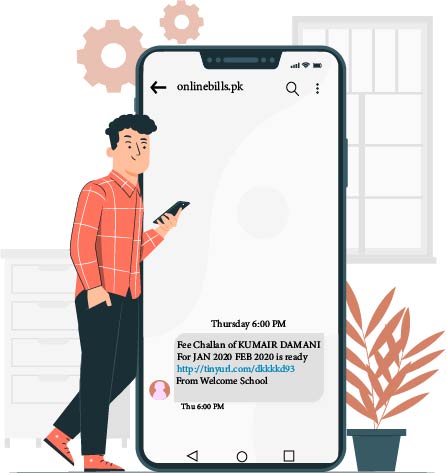 onlinebills.pk
Thursday 6:00 PM
Fee Challan of KUMAIR DAMANI
For JAN 2020 FEB 2020 is ready
http://tinyurl.com/dkkkkd93
From Welcome School
Thu 6:00 PM